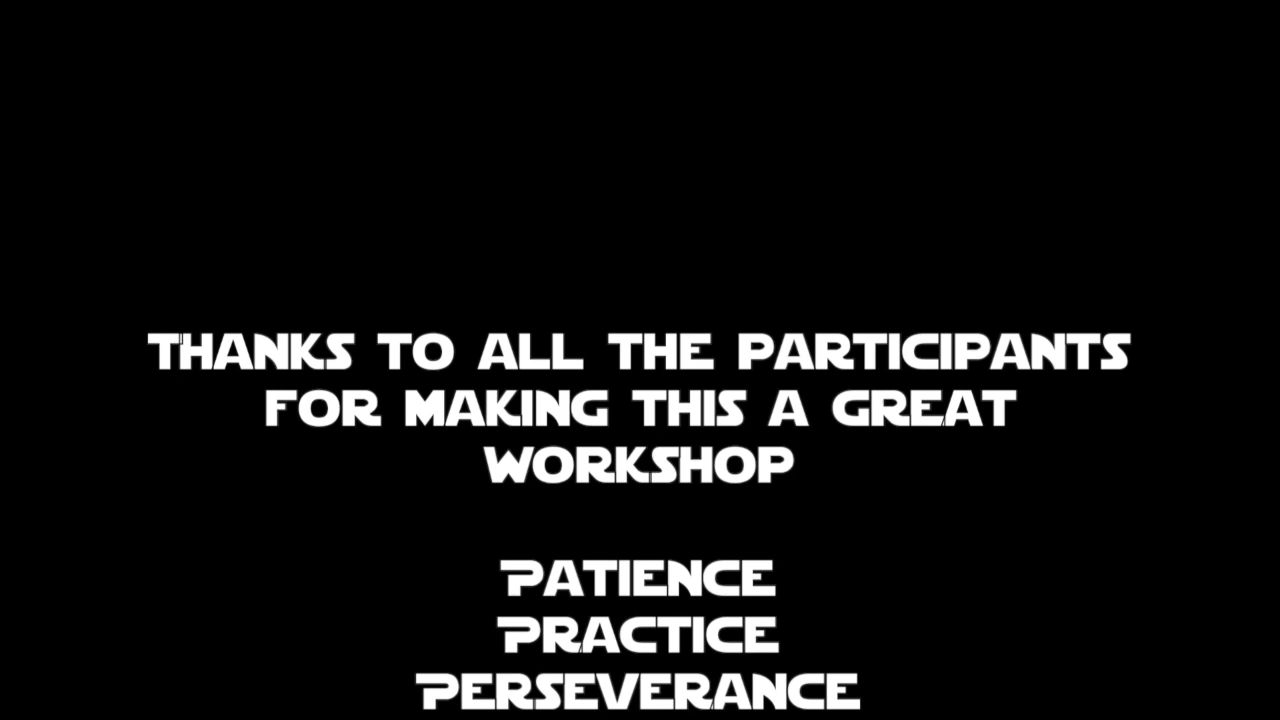 THANKS TO ALL THE PARTICIPANTS
FOR MAKING THIS A GREAT
WORKSHOP
PATIENCE
PRACTICE
PERSEVERANCE